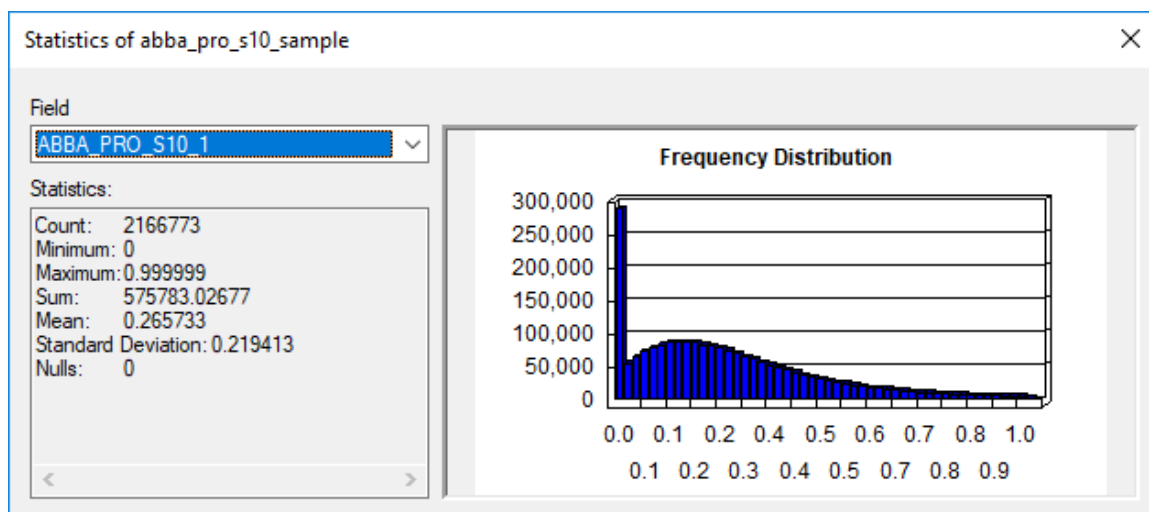 Statistics of abba_pro_s10_sample
Field
ABBA_PRO_S10_1
Statistics:
Count: 2166773
Minimum: 0
Maximum: 0.999999
Sum: 575783.02677
Mean: 0.265733
Standard Deviation: 0.219413
Nulls: 0
Frequency Distribution
300,000
250,000
200,000
150,000
100,000
50,000
0
0.0 0.1 0.2 0.4 0.5 0.6 0.7 0.8 1.0
0.1 0.2 0.3 0.4 0.5 0.7 0.8 0.9